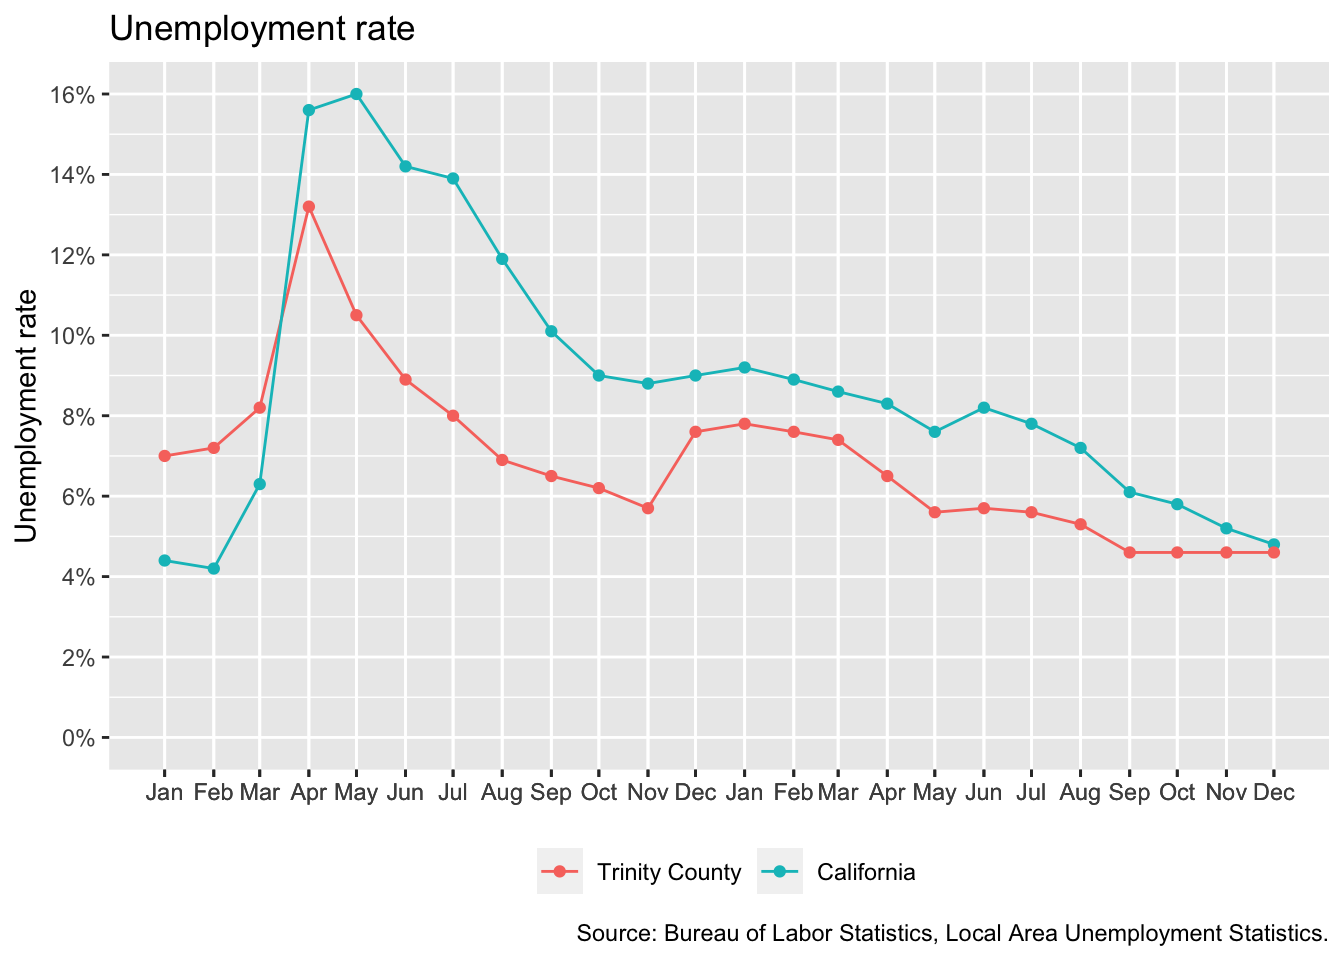 Unemployment rate
Unemployment rate
16%
14%
12%
10%
8%
6%
4%
2%
0%
Jan Feb Mar Apr May Jun Jul Aug Sep Oct Nov Dec Jan Feb Mar Apr May Jun Jul Aug Sep Oct Nov Dec
Trinity County California
Source: Bureau of Labor Statistics, Local Area Unemployment Statistics.